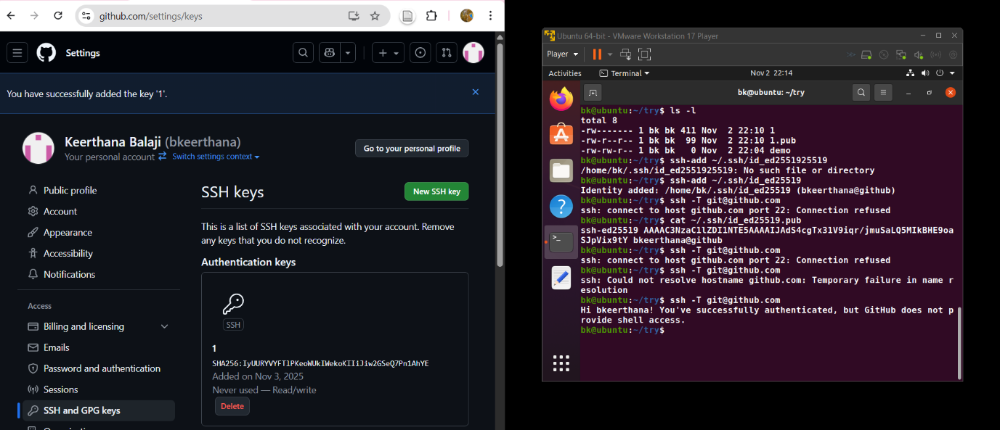 github.com/settings/keys
Settings
You have successfully added the key '1'.
Keerthana Balaji (bkeerthana)
Your personal account
Switch settings context
Go to your personal profile
Public profile
Account
Appearance
Accessibility
Notifications
Access
Billing and licensing
Emails
Password and authentication
Sessions
SSH and GPG keys
SSH keys
New SSH key
This is a list of SSH keys associated with your account. Remove
any keys that you do not recognize.
Authentication keys
SSH
1
SHA256:IyUURYVYFTlPKeoWUkIWekoKIIiJiw2GSeQ7Pn1AhYE
Added on Nov 3, 2025
Never used — Read/write
Delete
Ubuntu 64-bit - VMware Workstation 17 Player
Player
Activities
Terminal
Nov 2 22:14
bk@ubuntu: ~/try
bk@ubuntu:~/try$ ls -l
total 8
-rw------- 1 bk bk 411 Nov  2 22:10 1
-rw-r--r-- 1 bk bk  99 Nov  2 22:10 1.pub
-rw-rw-r-- 1 bk bk   0 Nov  2 22:04 demo
bk@ubuntu:~/try$ ssh-add ~/.ssh/id_ed2551925519
/home/bk/.ssh/id_ed2551925519: No such file or directory
bk@ubuntu:~/try$ ssh-add ~/.ssh/id_ed25519
Identity added: /home/bk/.ssh/id_ed25519 (bkeerthana@github)
bk@ubuntu:~/try$ ssh -T git@github.com
ssh: connect to host github.com port 22: Connection refused
bk@ubuntu:~/try$ cat ~/.ssh/id_ed25519.pub
ssh-ed25519 AAAAC3NzaC1lZDI1NTE5AAAAIJAdS4cgTx31V9iqr/jmuSaLQ5MIkBHE9oa
SJpVix9tY bkeerthana@github
bk@ubuntu:~/try$ ssh -T git@github.com
ssh: connect to host github.com port 22: Connection refused
bk@ubuntu:~/try$ ssh -T git@github.com
ssh: Could not resolve hostname github.com: Temporary failure in name r
esolution
bk@ubuntu:~/try$ ssh -T git@github.com
Hi bkeerthana! You've successfully authenticated, but GitHub does not p
rovide shell access.
bk@ubuntu:~/try$